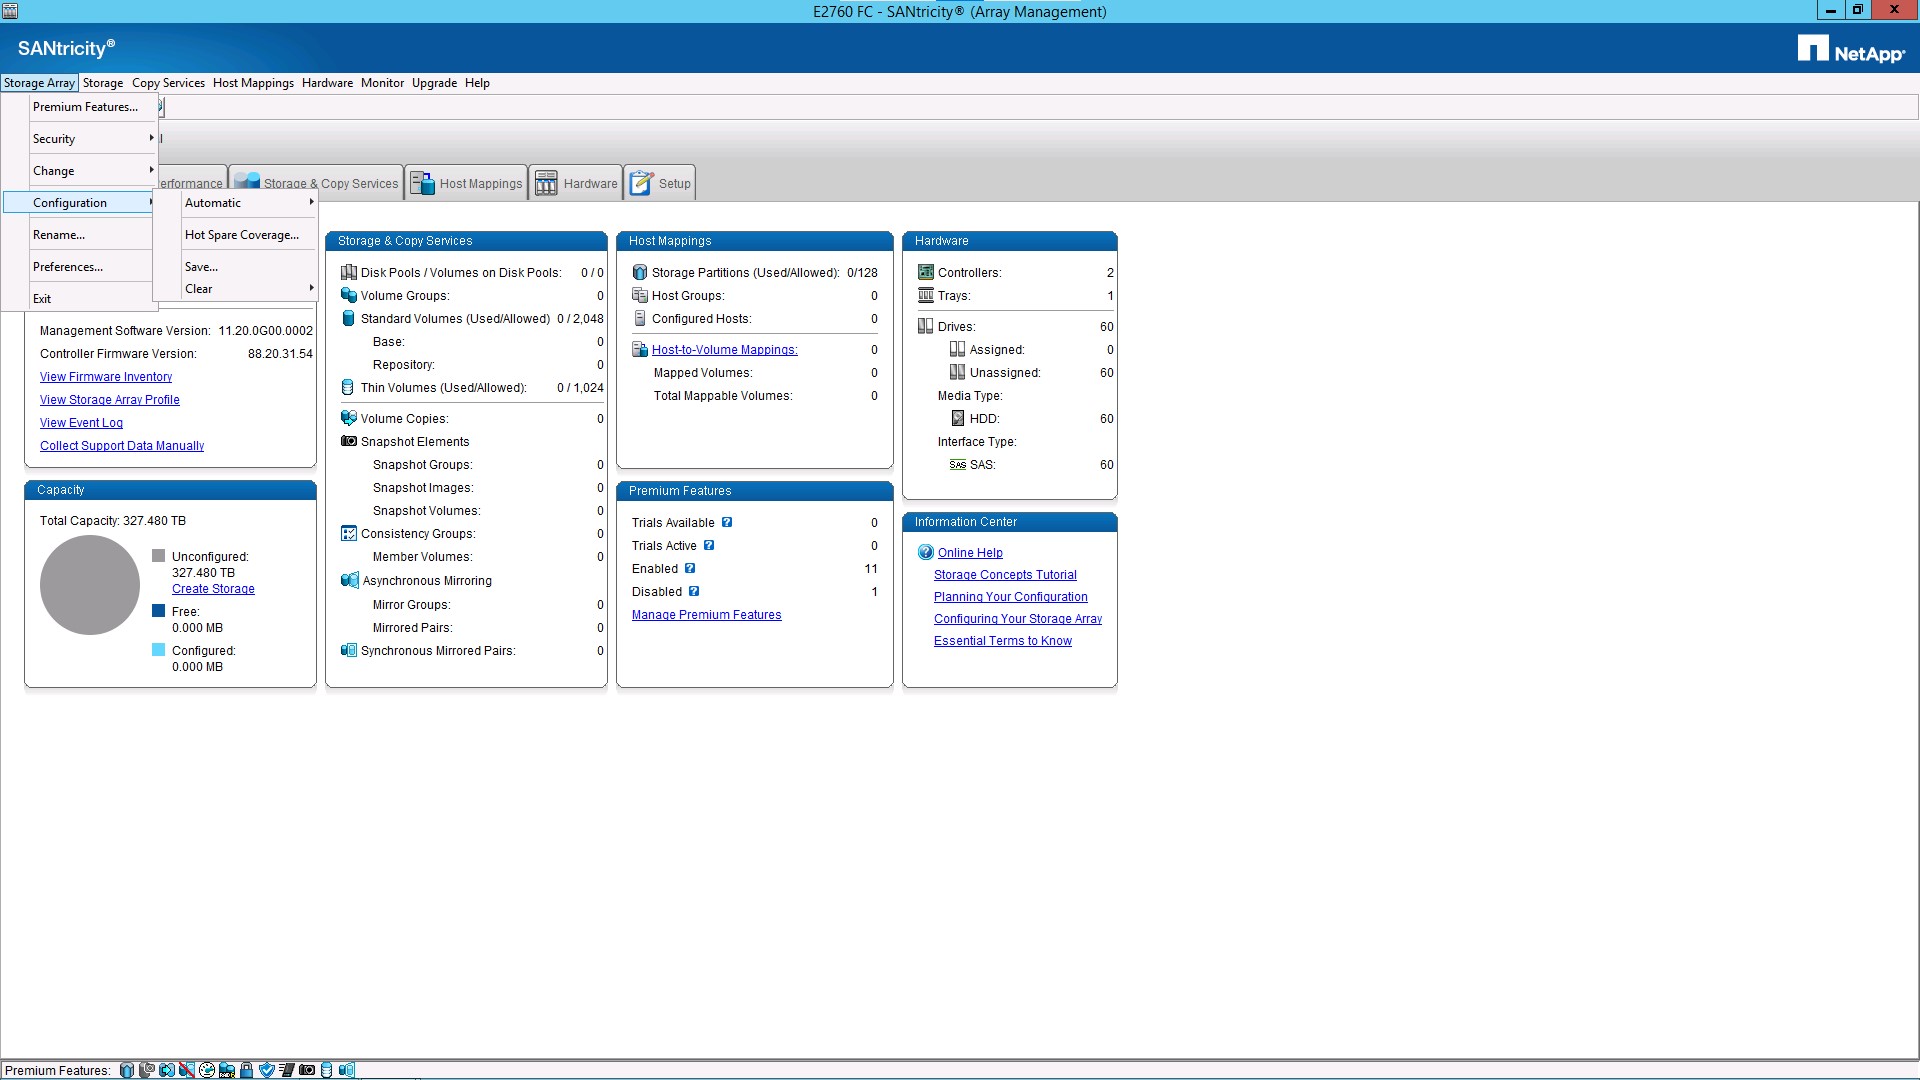 E2760 FC - SANtricity® (Array Management)
SANtricity®
NetApp®
Storage Array Storage Copy Services Host Mappings Hardware Monitor Upgrade Help
Premium Features...
Security
Change
Configuration
Rename...
Preferences...
Exit
Automatic
Hot Spare Coverage...
Save...
Clear
erformance Storage & Copy Services Host Mappings Hardware Setup
Management Software Version: 11.20.0G00.0002
Controller Firmware Version: 88.20.31.54
View Firmware Inventory
View Storage Array Profile
View Event Log
Collect Support Data Manually
Capacity
Total Capacity: 327.480 TB
Unconfigured:
327.480 TB
Create Storage
Free:
0.000 MB
Configured:
0.000 MB
Storage & Copy Services
Disk Pools / Volumes on Disk Pools: 0 / 0
Volume Groups: 0
Standard Volumes (Used/Allowed) 0 / 2,048
Base: 0
Repository: 0
Thin Volumes (Used/Allowed): 0 / 1,024
Volume Copies: 0
Snapshot Elements
Snapshot Groups: 0
Snapshot Images: 0
Snapshot Volumes: 0
Consistency Groups: 0
Member Volumes: 0
Asynchronous Mirroring
Mirror Groups: 0
Mirrored Pairs: 0
Synchronous Mirrored Pairs: 0
Host Mappings
Storage Partitions (Used/Allowed): 0/128
Host Groups: 0
Configured Hosts: 0
Host-to-Volume Mappings: 0
Mapped Volumes: 0
Total Mappable Volumes: 0
Premium Features
Trials Available ? 0
Trials Active ? 0
Enabled ? 11
Disabled ? 1
Manage Premium Features
Hardware
Controllers: 2
Trays: 1
Drives: 60
Assigned: 0
Unassigned: 60
Media Type:
HDD: 60
Interface Type:
SAS SAS: 60
Information Center
? Online Help
Storage Concepts Tutorial
Planning Your Configuration
Configuring Your Storage Array
Essential Terms to Know
Premium Features: